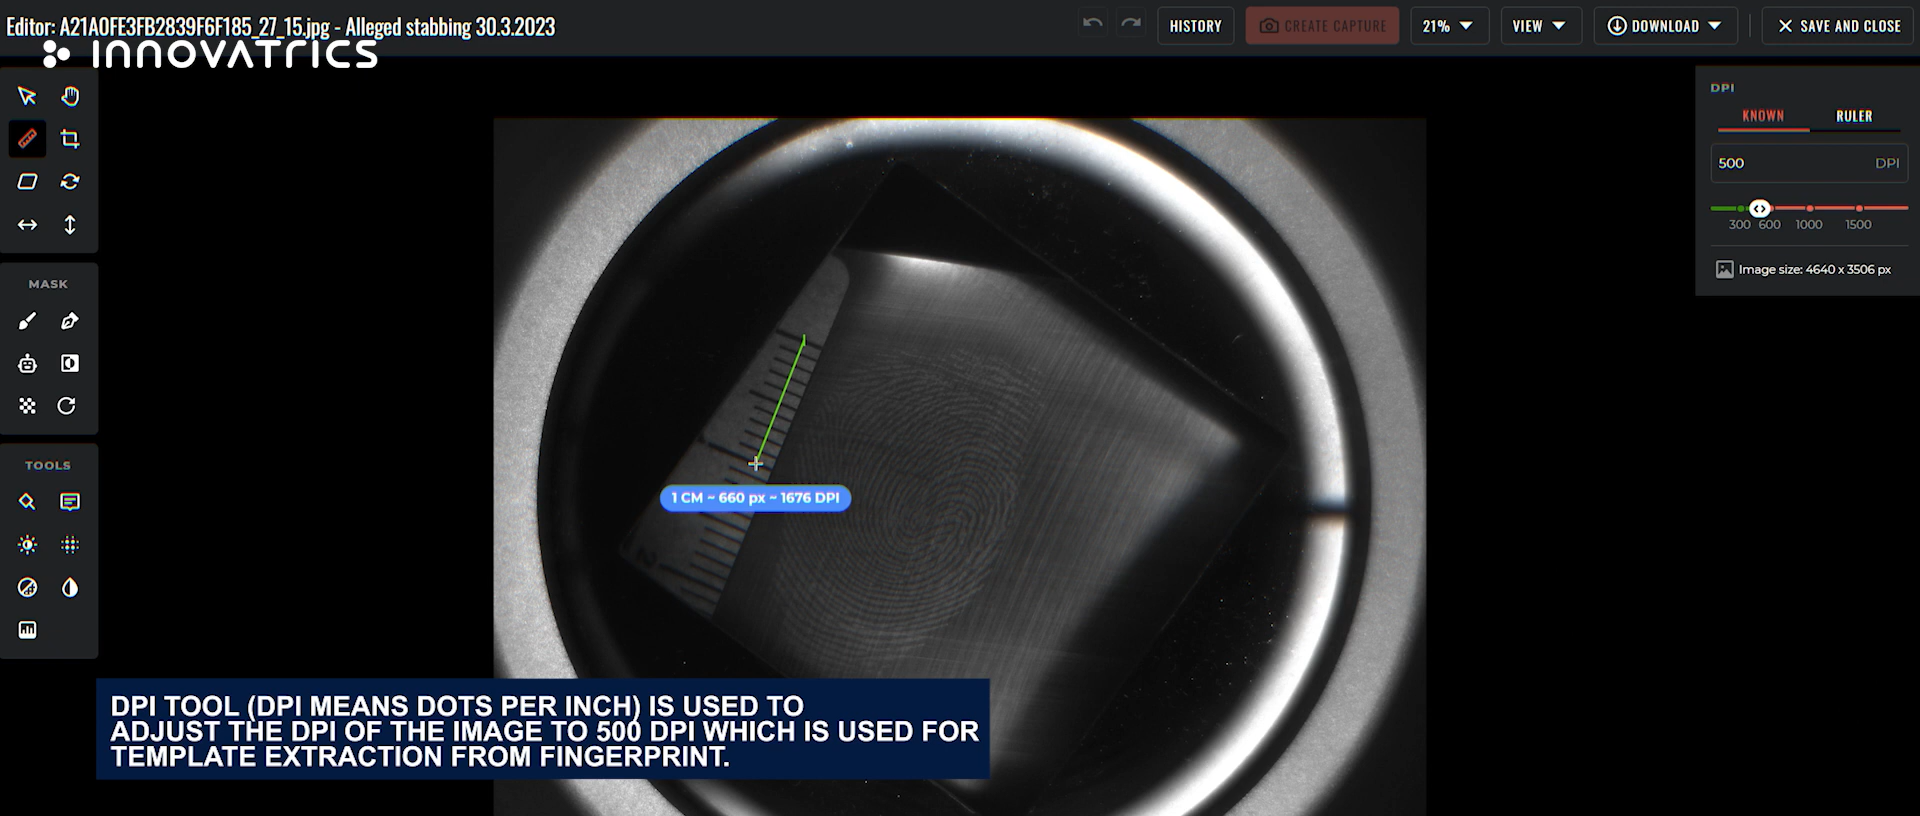 Editor: A21A0FE3FB2839F6F185_27_15.jpg - Alleged stabbing 30.3.2023
HISTORY
CREATE CAPTURE
21%
VIEW
DOWNLOAD
SAVE AND CLOSE
INNOVATRICS
DPI
KNOWN
RULER
500
DPI
300 600 1000 1500
Image size: 4640 x 3506 px
MASK
TOOLS
1 CM ~ 660 px ~ 1676 DPI
2
DPI TOOL (DPI MEANS DOTS PER INCH) IS USED TO
ADJUST THE DPI OF THE IMAGE TO 500 DPI WHICH IS USED FOR
TEMPLATE EXTRACTION FROM FINGERPRINT.